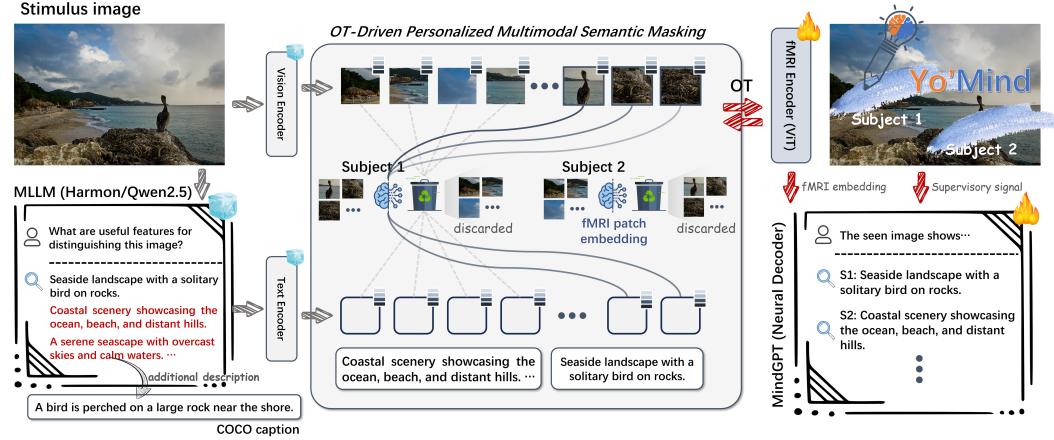 Stimulus image
MLLM (Harmon/Qwen2.5)
What are useful features for
distinguishing this image?
Seaside landscape with a solitary
bird on rocks.
Coastal scenery showcasing the
ocean, beach, and distant hills.
A serene seascape with overcast
skies and calm waters. ···
additional description
A bird is perched on a large rock near the shore.
COCO caption
Vision Encoder
Text Encoder
OT-Driven Personalized Multimodal Semantic Masking
Subject 1
discarded
Subject 2
fMRI patch
embedding
discarded
Coastal scenery showcasing the
ocean, beach, and distant hills. ···
Seaside landscape with a
solitary bird on rocks.
OT
fMRI Encoder (ViT)
Yo'Mind
Subject 1
Subject 2
fMRI embedding
Supervisory signal
MindGPT (Neural Decoder)
The seen image shows···
S1: Seaside landscape with a
solitary bird on rocks.
S2: Coastal scenery showcasing
the ocean, beach, and distant
hills.